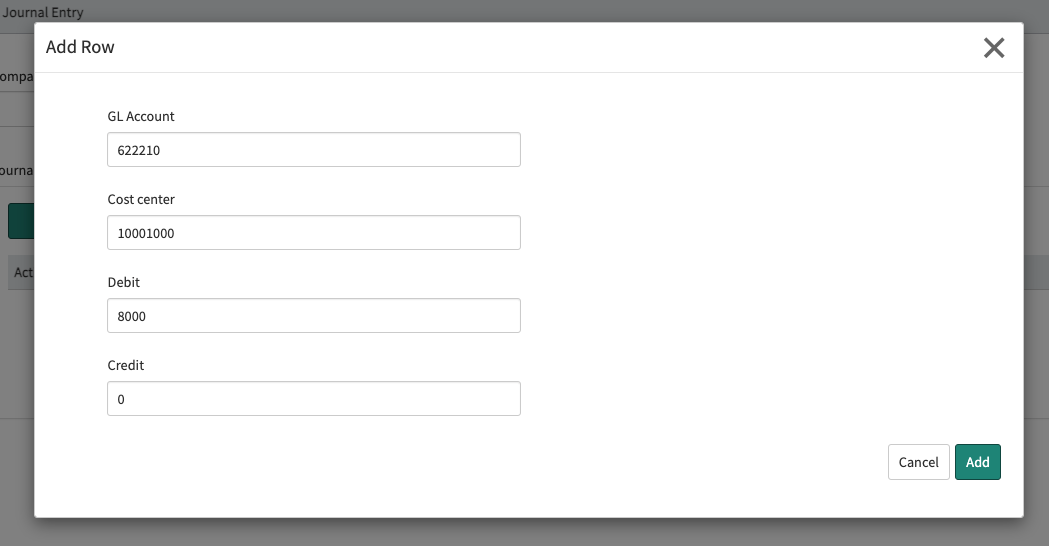 Journal Entry
Add Row
ompa
GL Account
622210
ourna
Cost center
10001000
Act
Debit
8000
Credit
0
Cancel
Add